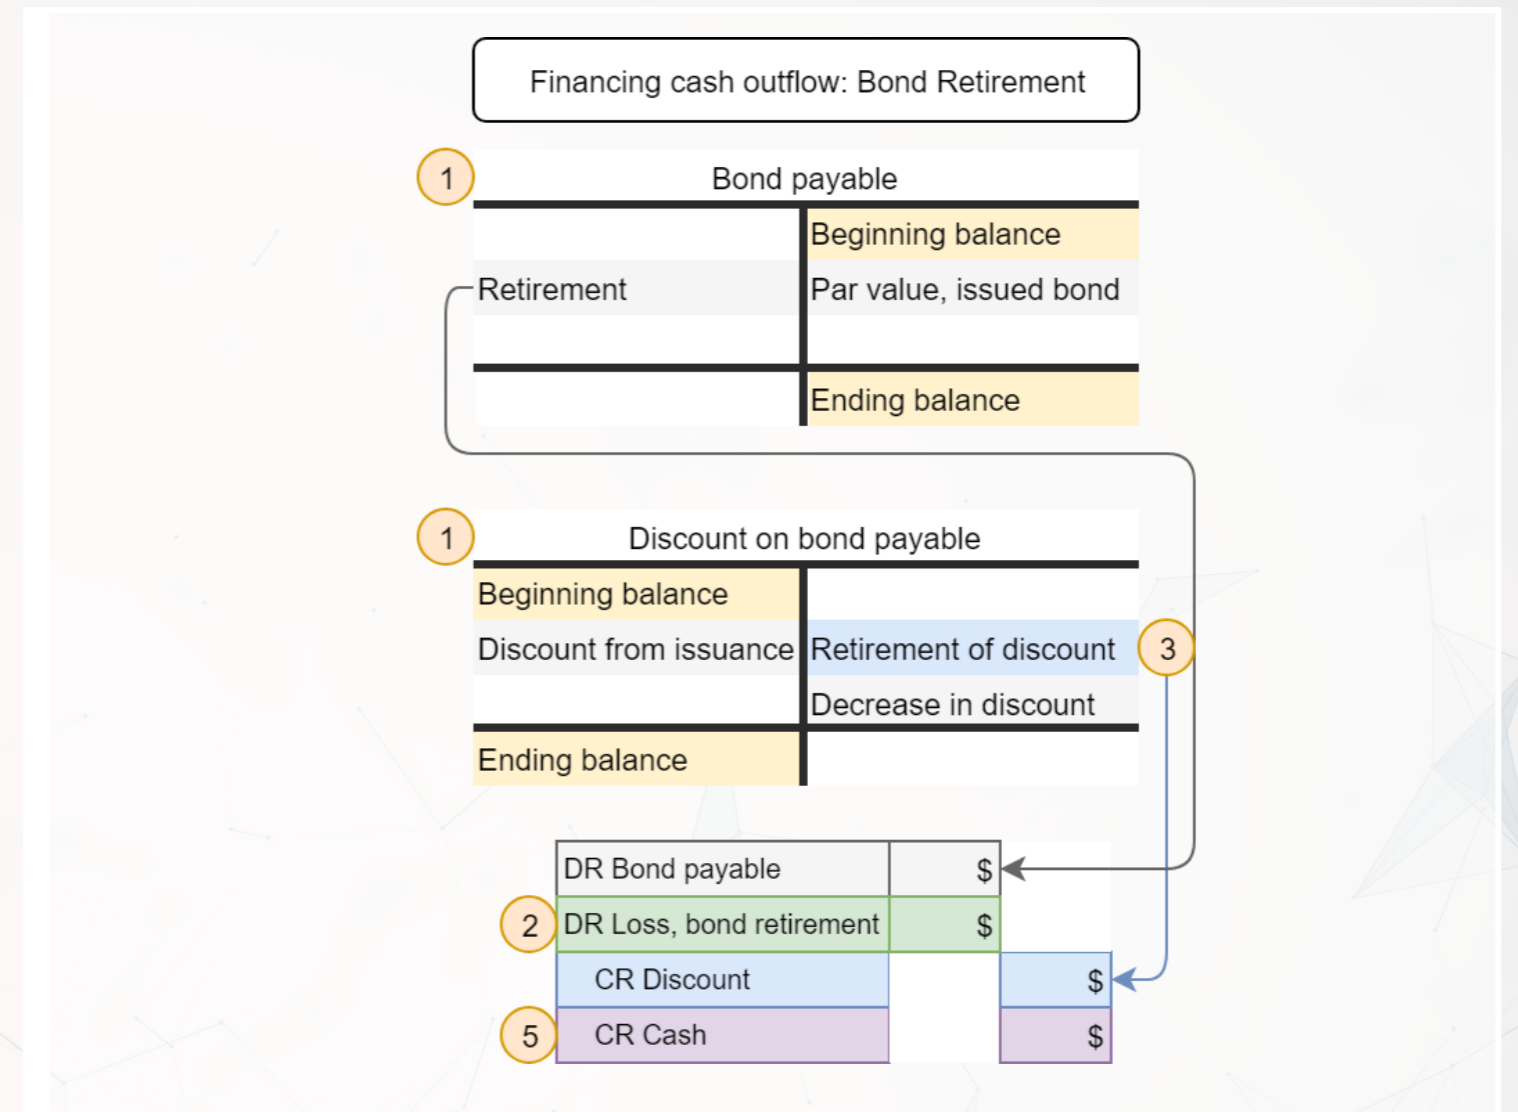 Financing cash outflow: Bond Retirement
1
Bond payable
Beginning balance
Retirement
Par value, issued bond
Ending balance
1
Discount on bond payable
Beginning balance
Discount from issuance
Retirement of discount
3
Decrease in discount
Ending balance
DR Bond payable $
2 DR Loss, bond retirement $
CR Discount $
5 CR Cash $